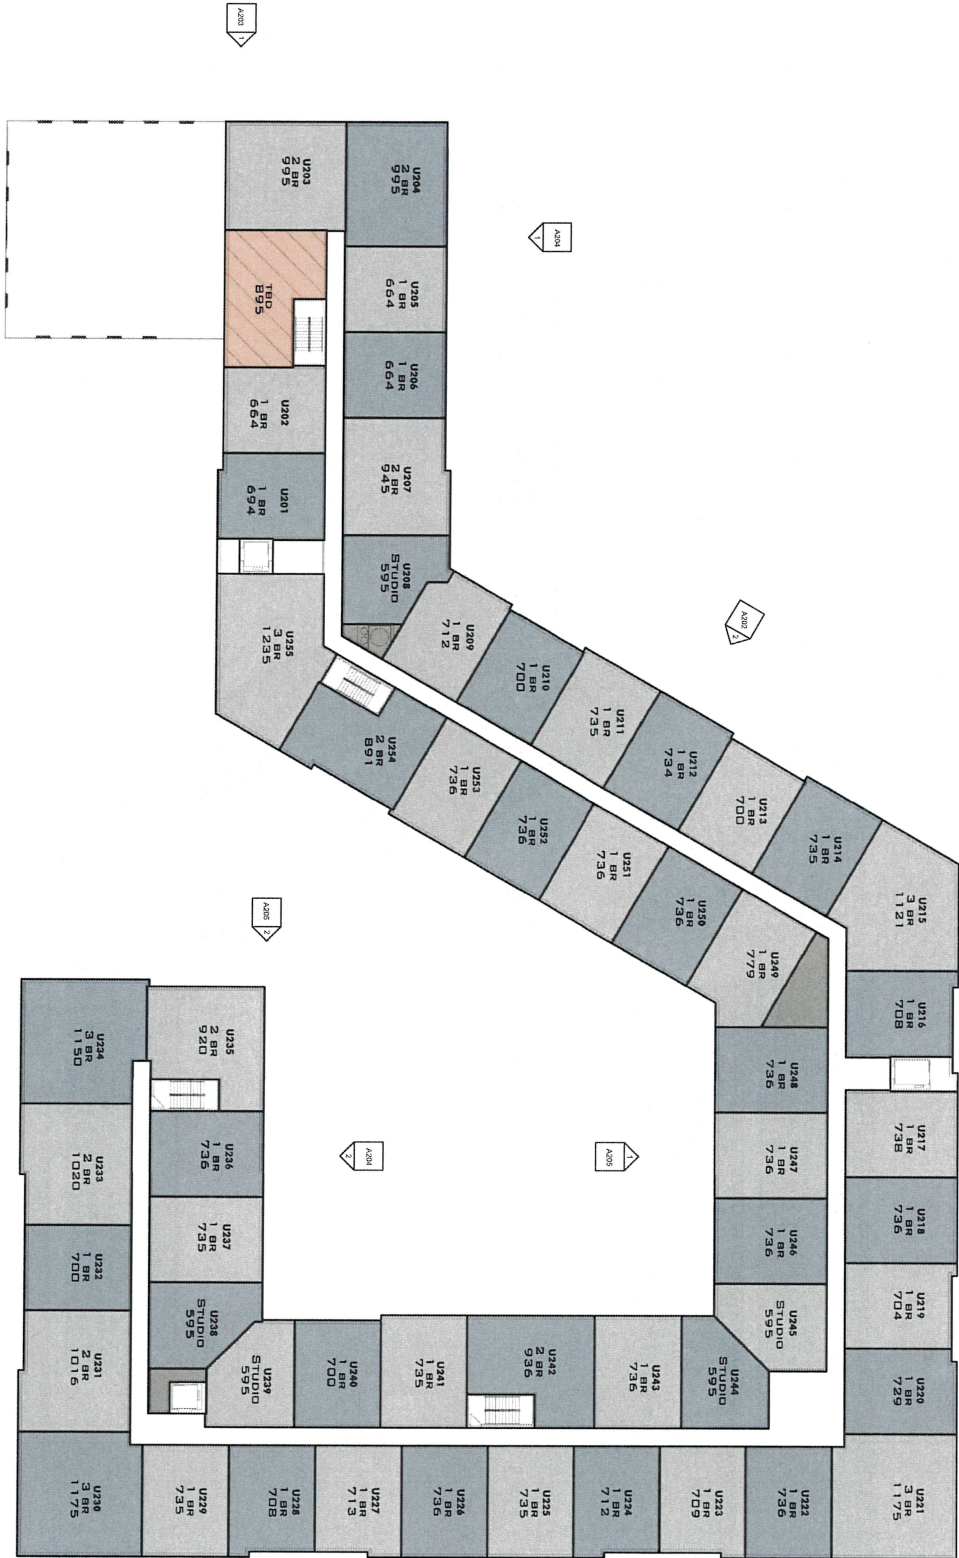 A203
1
A204
1
A202
2
A205
2
A204
2
A205
1
U203
2 BR
995
U204
2 BR
995
TBD
895
U205
1 BR
664
U206
1 BR
664
U202
1 BR
664
U201
1 BR
694
U207
2 BR
945
U208
STUDIO
595
U255
3 BR
1235
U209
1 BR
712
U210
1 BR
700
U211
1 BR
735
U212
1 BR
734
U213
1 BR
700
U214
1 BR
735
U215
3 BR
1121
U254
2 BR
891
U253
1 BR
736
U252
1 BR
736
U251
1 BR
736
U250
1 BR
736
U249
1 BR
779
U216
1 BR
708
U217
1 BR
738
U218
1 BR
736
U219
1 BR
704
U220
1 BR
729
U221
3 BR
1175
U248
1 BR
736
U247
1 BR
736
U246
1 BR
736
U245
STUDIO
595
U244
STUDIO
595
U243
1 BR
736
U242
2 BR
936
U241
1 BR
735
U240
1 BR
700
U239
STUDIO
595
U238
STUDIO
595
U237
1 BR
735
U236
1 BR
736
U235
2 BR
920
U234
3 BR
1150
U233
2 BR
1020
U232
1 BR
700
U231
2 BR
1016
U230
3 BR
1175
U229
1 BR
735
U228
1 BR
708
U227
1 BR
713
U226
1 BR
736
U225
1 BR
735
U224
1 BR
712
U223
1 BR
709
U222
1 BR
736